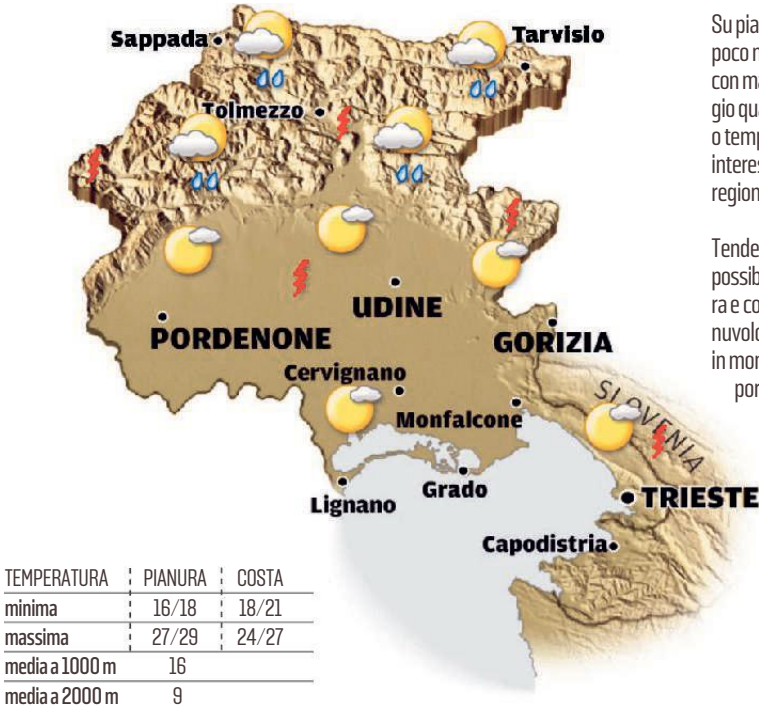 Sappada
Tarvisio
Tolmezzo
UDINE
PORDENONE
GORIZIA
Cervignano
Monfalcone
SLOVENIA
Lignano
Grado
TRIESTE
Capodistria
TEMPERATURA PIANURA COSTA
minima 16/18 18/21
massima 27/29 24/27
media a 1000 m 16
media a 2000 m 9
Su pia
poco n
con ma
gio qua
o temp
interes
region
Tende
possib
ra e co
nuvolo
in mon
por